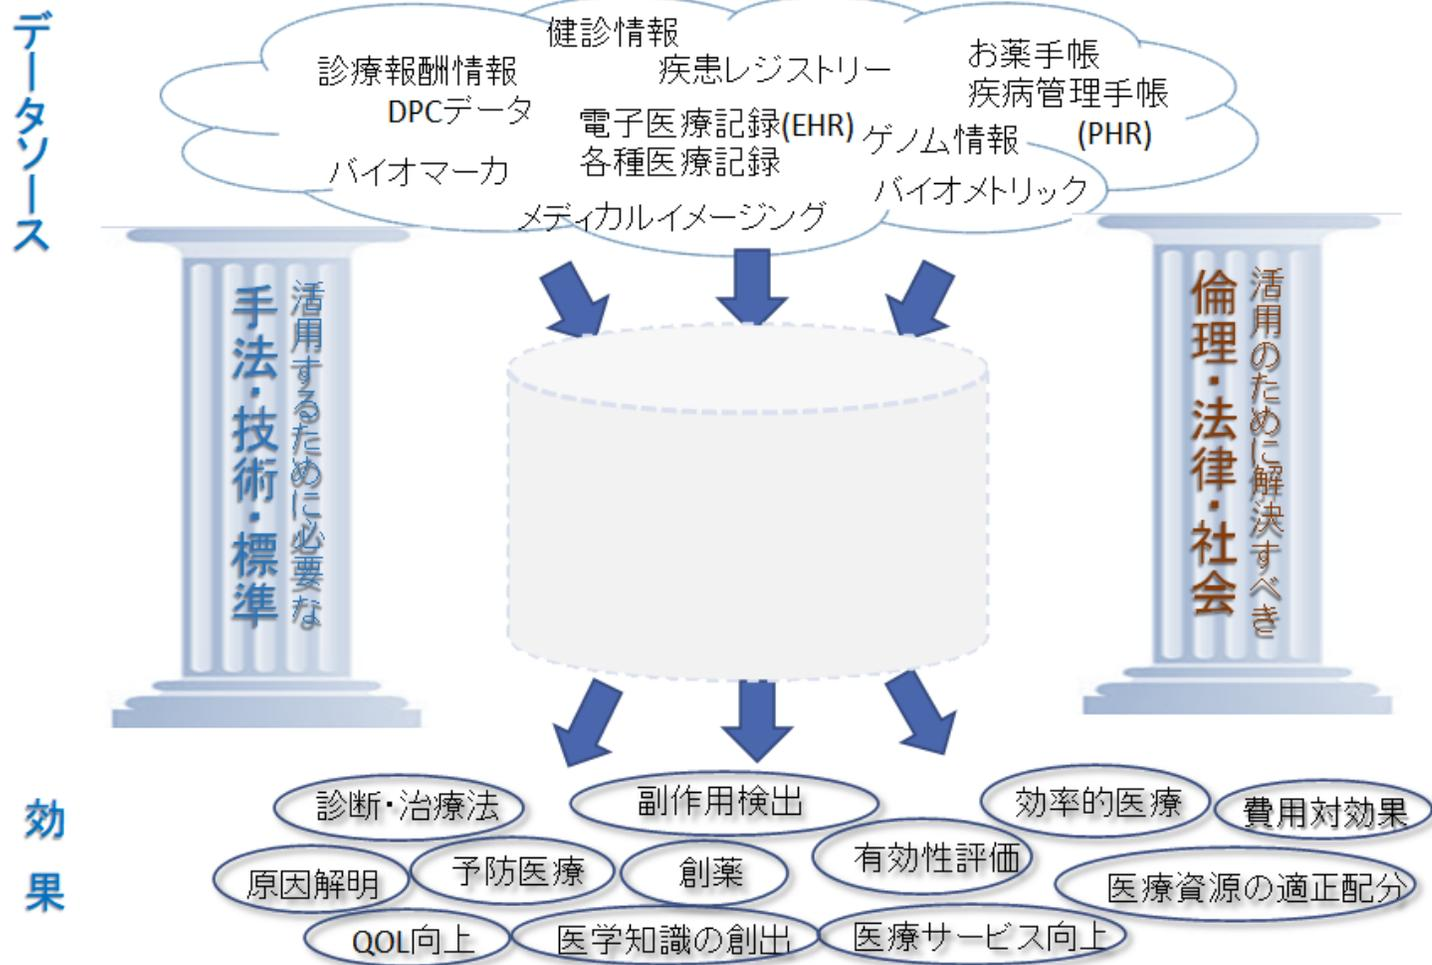 データソース
健診情報
診療報酬情報
疾患レジストリー
お薬手帳
DPCデータ
疾病管理手帳
電子医療記録(EHR)
(PHR)
ゲノム情報
各種医療記録
バイオマーカ
バイオメトリック
メディカルイメージング
活用するために必要な
手法・技術・標準
活用のために解決すべき
倫理・法律・社会
効果
診断・治療法
副作用検出
効率的医療
費用対効果
原因解明
予防医療
創薬
有効性評価
医療資源の適正配分
QOL向上
医学知識の創出
医療サービス向上